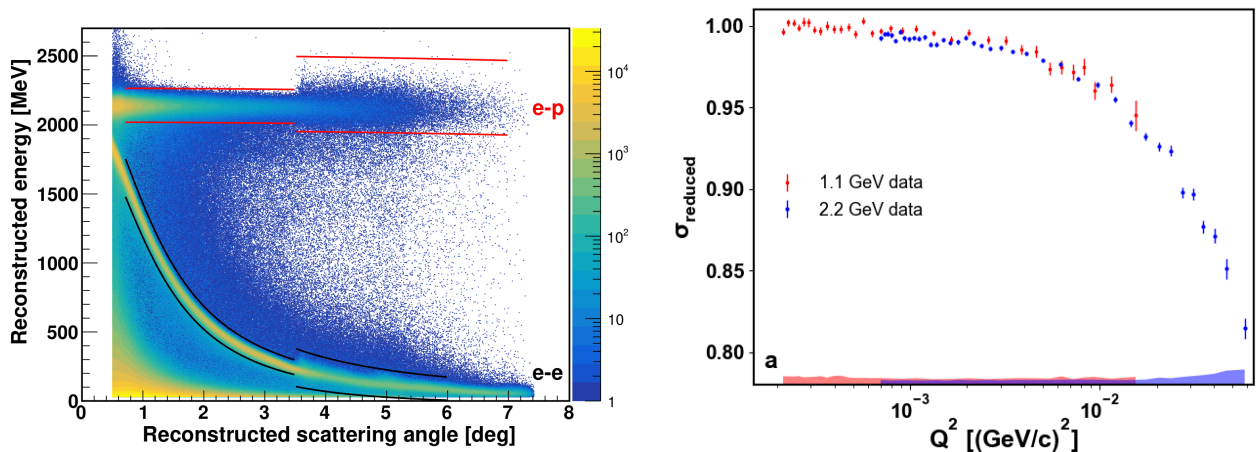 Reconstructed energy [MeV]
2500
2000
1500
1000
500
0
0 1 2 3 4 5 6 7 8
Reconstructed scattering angle [deg]
e-p
e-e
10⁴
10³
10²
10
1
σreduced
1.00
0.95
0.90
0.85
0.80
1.1 GeV data
2.2 GeV data
a
10⁻³ 10⁻²
Q² [(GeV/c)²]